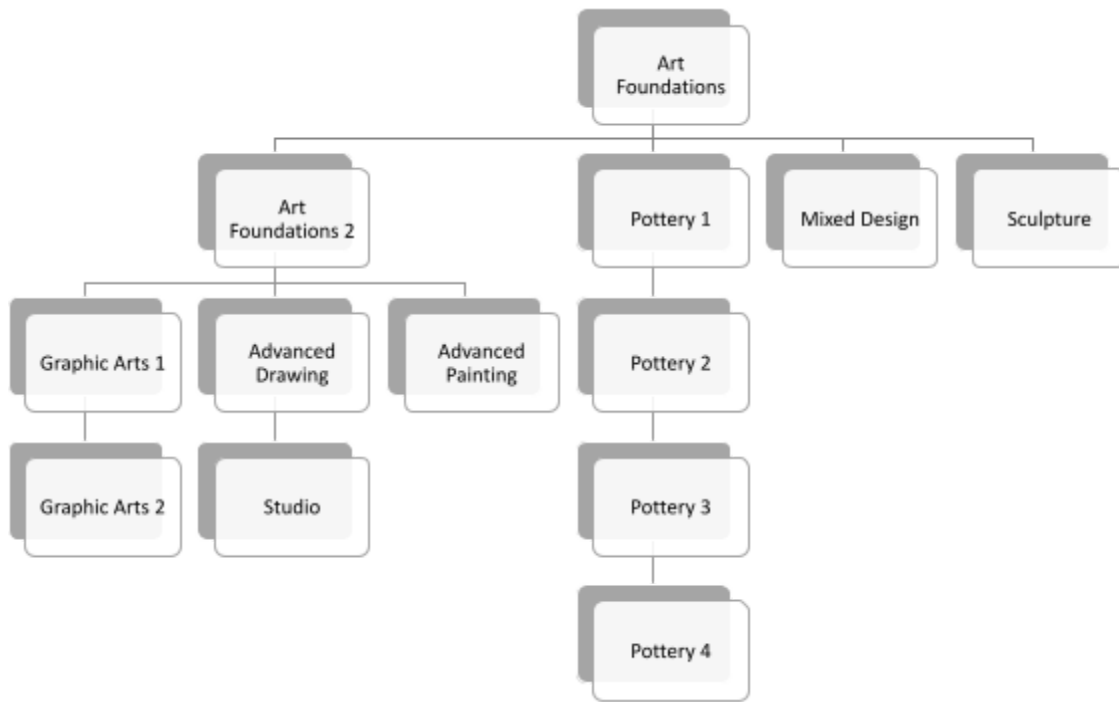 Art
Foundations
Art
Foundations 2
Pottery 1
Mixed Design
Sculpture
Graphic Arts 1
Advanced
Drawing
Advanced
Painting
Pottery 2
Graphic Arts 2
Studio
Pottery 3
Pottery 4